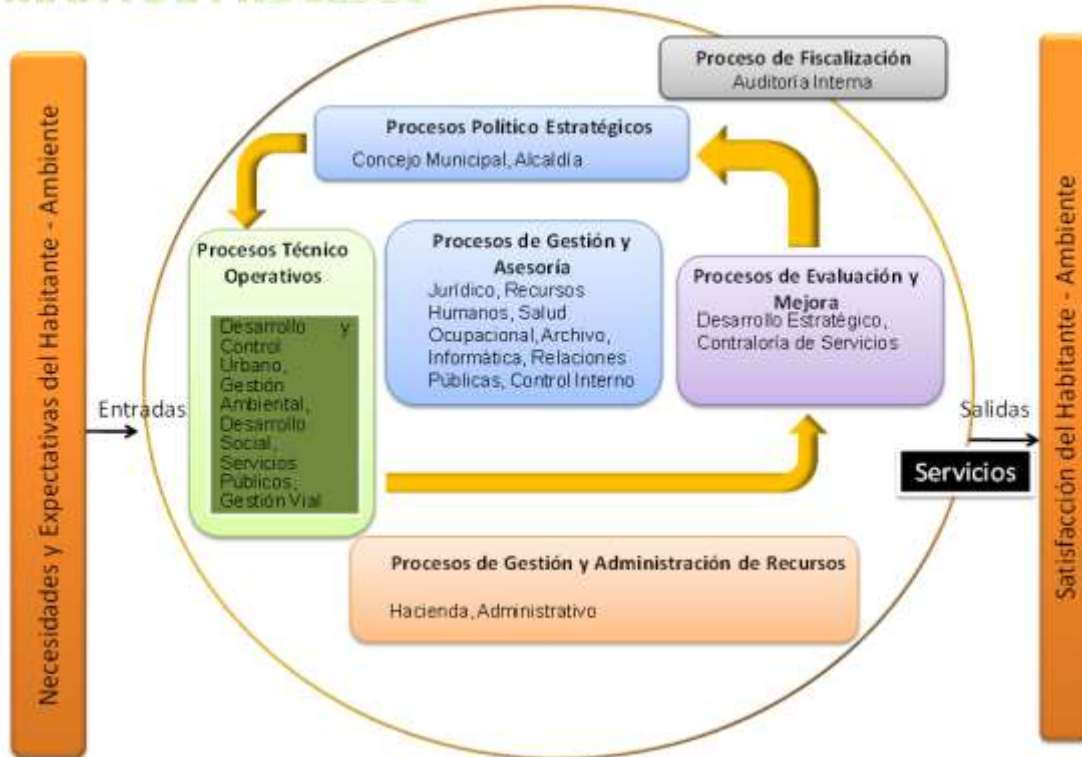 Necesidades y Expectativas del Habitante - Ambiente
Entradas
Proceso de Fiscalización
Auditoría Interna
Procesos Político Estratégicos
Concejo Municipal, Alcaldía
Procesos Técnico
Operativos
Desarrollo y
Control
Urbano,
Gestión
Ambiental,
Desarrollo
Social,
Servicios
Públicos,
Gestión Vial
Procesos de Gestión y
Asesoría
Jurídico, Recursos
Humanos, Salud
Ocupacional, Archivo,
Informática, Relaciones
Públicas, Control Interno
Procesos de Evaluación y
Mejora
Desarrollo Estratégico,
Contraloría de Servicios
Procesos de Gestión y Administración de Recursos
Hacienda, Administrativo
Salidas
Servicios
Satisfacción del Habitante - Ambiente